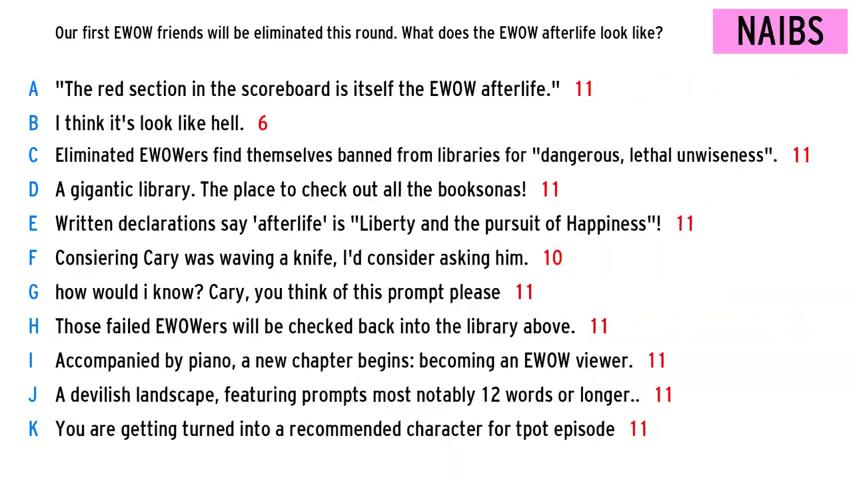 Our first EWOW friends will be eliminated this round. What does the EWOW afterlife look like?
NAIBS
A "The red section in the scoreboard is itself the EWOW afterlife." 11
B I think it's look like hell. 6
C Eliminated EWOWers find themselves banned from libraries for "dangerous, lethal unwiseness". 11
D A gigantic library. The place to check out all the booksonas! 11
E Written declarations say 'afterlife' is "Liberty and the pursuit of Happiness"! 11
F Consiering Cary was waving a knife, I'd consider asking him. 10
G how would i know? Cary, you think of this prompt please 11
H Those failed EWOWers will be checked back into the library above. 11
I Accompanied by piano, a new chapter begins: becoming an EWOW viewer. 11
J A devilish landscape, featuring prompts most notably 12 words or longer.. 11
K You are getting turned into a recommended character for tpot episode 11